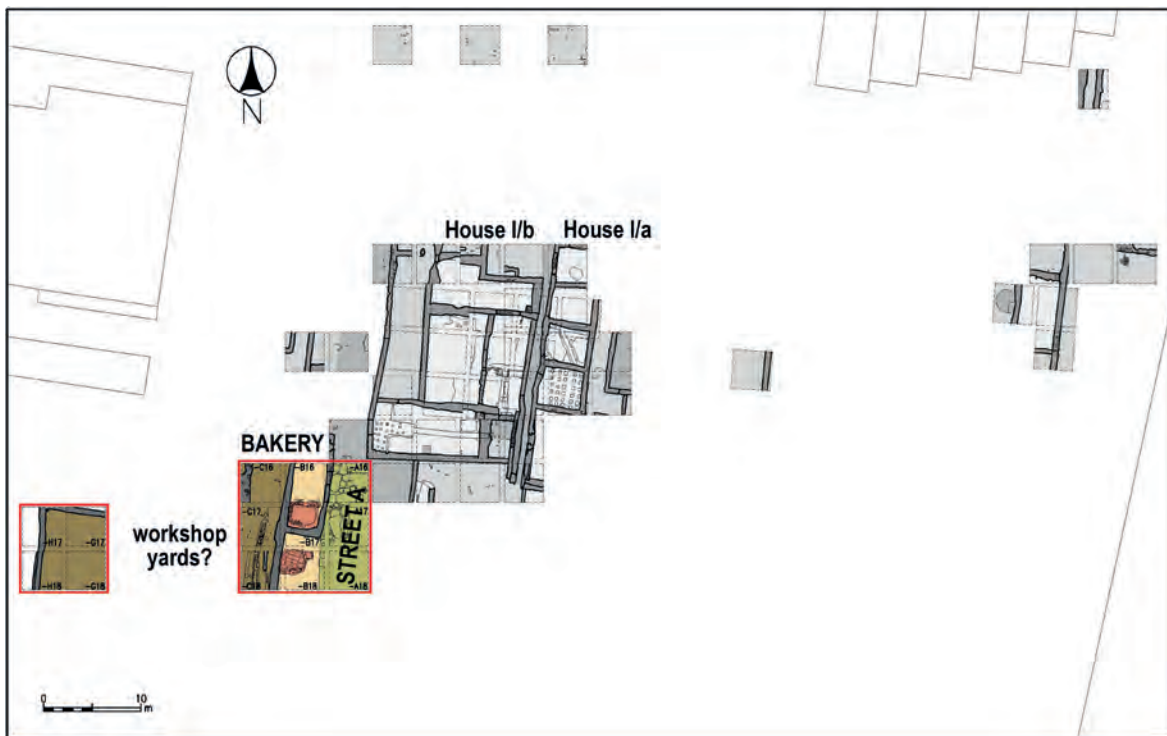 N
House I/b House I/a
BAKERY
-C16 -B16 -A16
-C17
-B17
STREET A
-C18 -B18 -A18
workshop
yards?
-H17 -G17
-H18 -G18
0 10
m